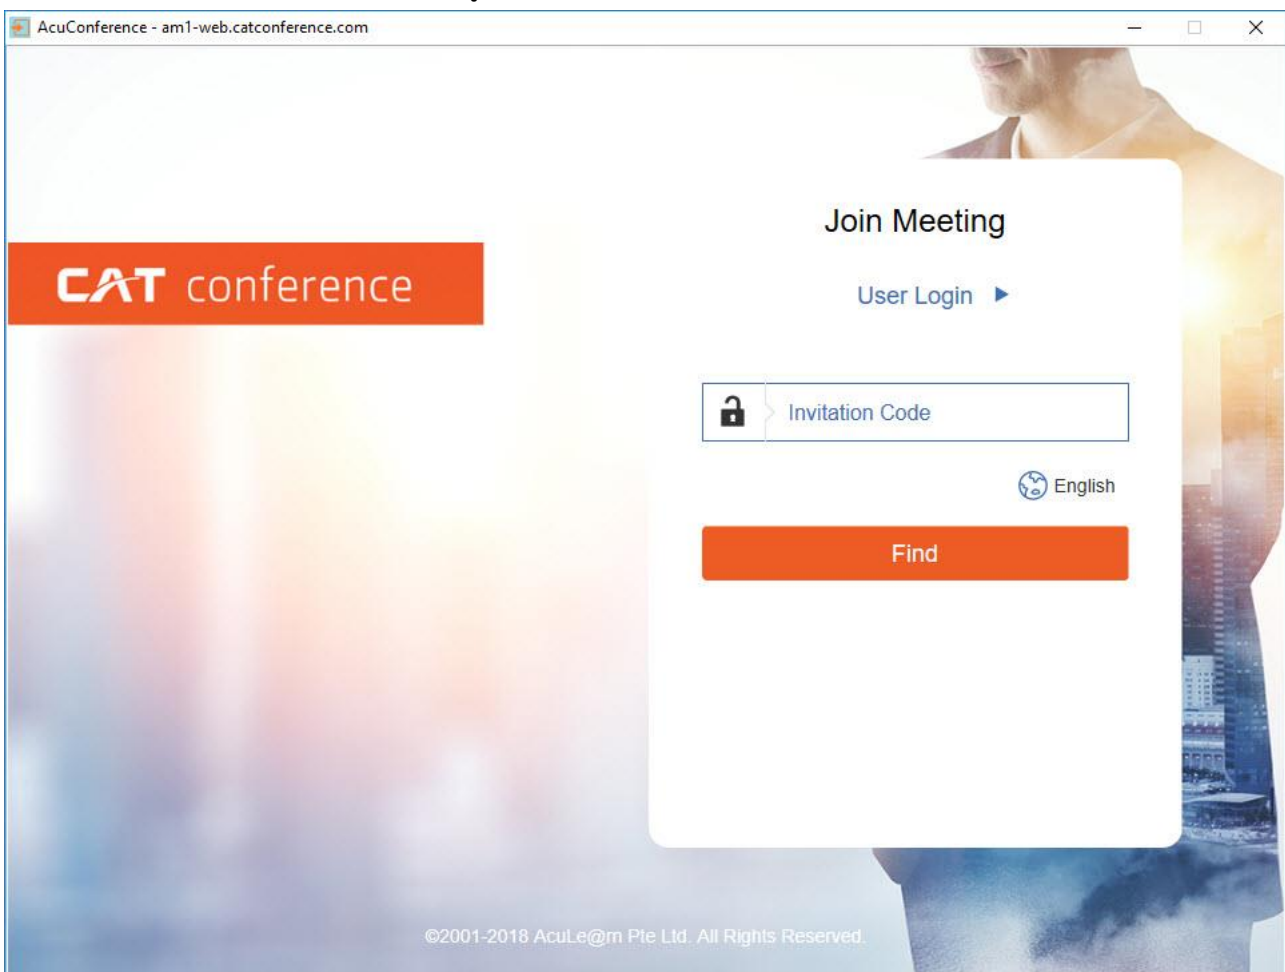 AcuConference - am1-web.catconference.com
Join Meeting
CAT conference
User Login
Invitation Code
English
Find
©2001-2018 AcuLe@rn Pte Ltd. All Rights Reserved.